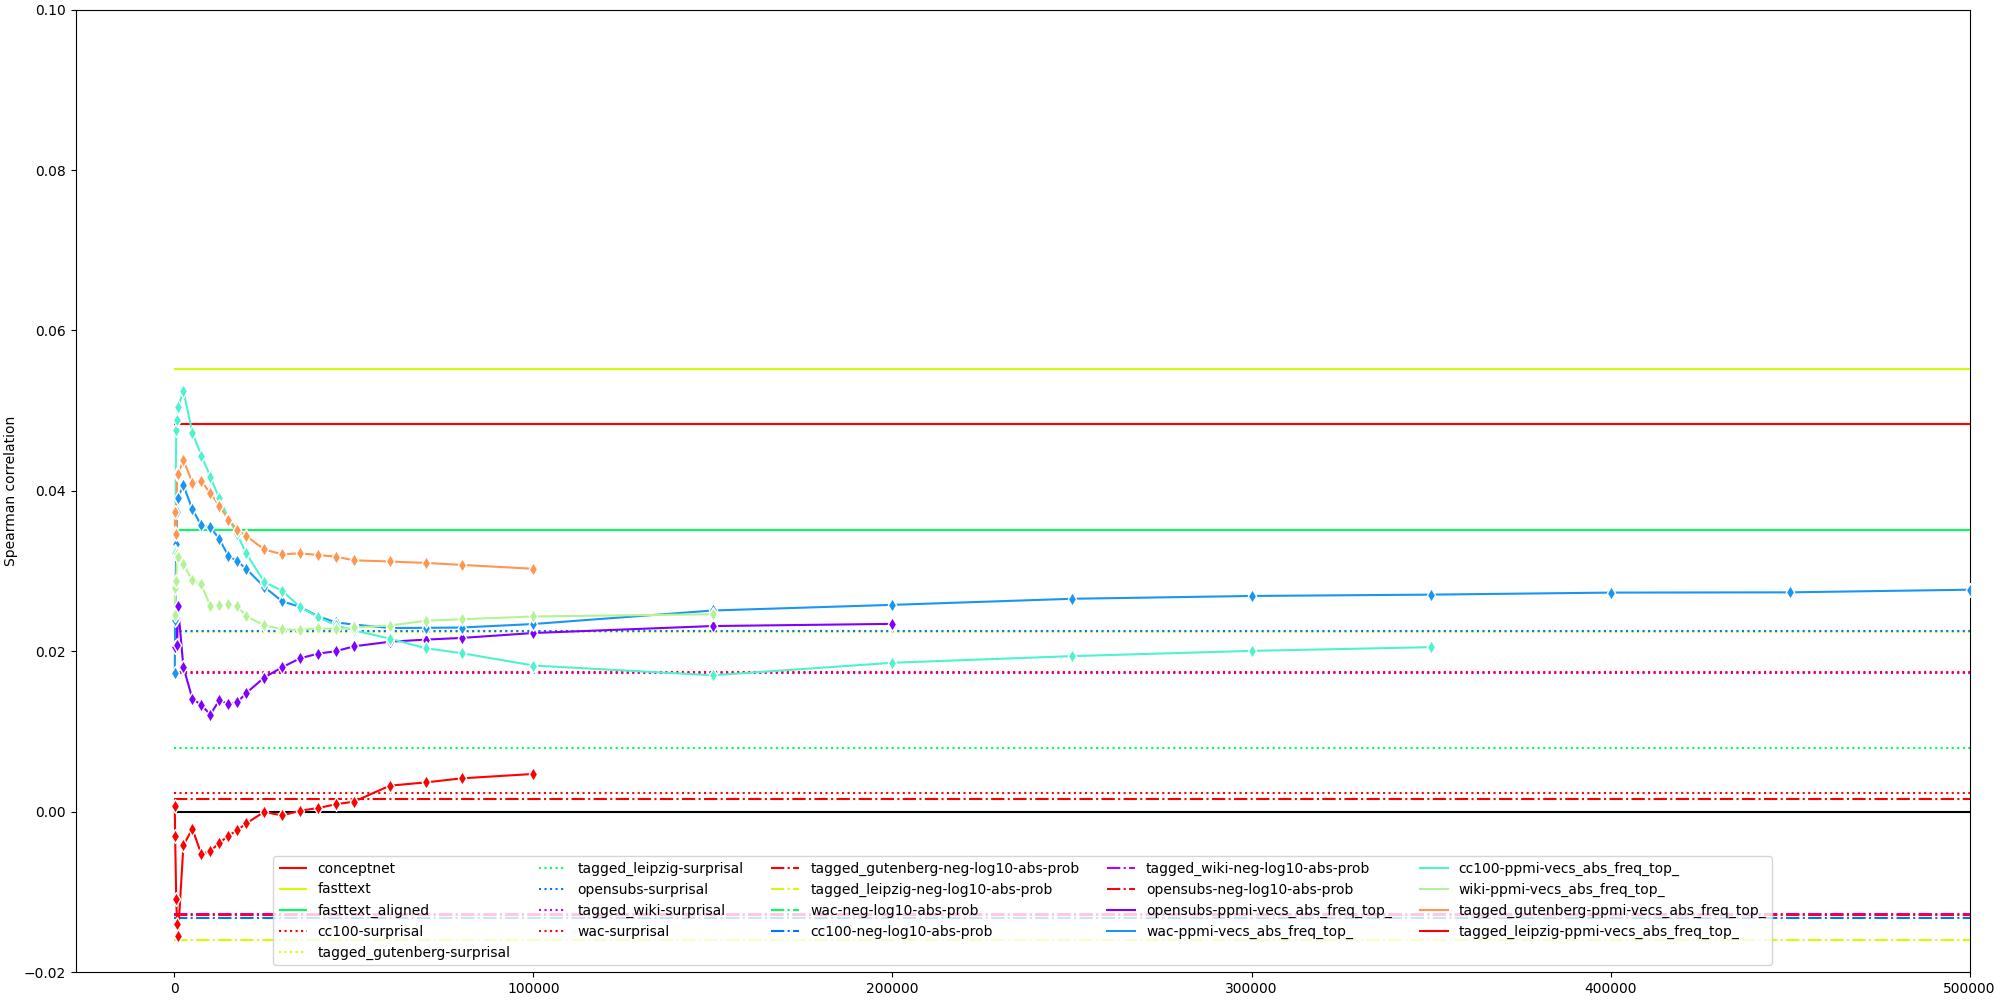 0.10
0.08
0.06
0.04
0.02
0.00
−0.02
Spearman correlation
conceptnet
fasttext
fasttext_aligned
cc100-surprisal
tagged_gutenberg-surprisal
tagged_leipzig-surprisal
opensubs-surprisal
tagged_wiki-surprisal
wac-surprisal
tagged_gutenberg-neg-log10-abs-prob
tagged_leipzig-neg-log10-abs-prob
wac-neg-log10-abs-prob
cc100-neg-log10-abs-prob
tagged_wiki-neg-log10-abs-prob
opensubs-neg-log10-abs-prob
opensubs-ppmi-vecs_abs_freq_top_
wac-ppmi-vecs_abs_freq_top_
cc100-ppmi-vecs_abs_freq_top_
wiki-ppmi-vecs_abs_freq_top_
tagged_gutenberg-ppmi-vecs_abs_freq_top_
tagged_leipzig-ppmi-vecs_abs_freq_top_
0 100000 200000 300000 400000 500000